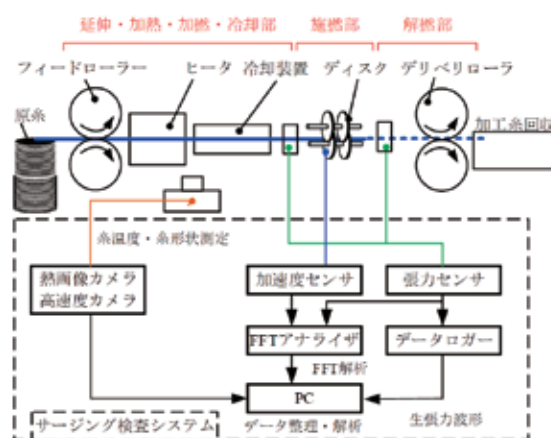 延伸・加熱・加撚・冷却部 施撚部 解撚部
フィードローラー ヒータ 冷却装置 ディスク デリベリローラ
原糸
加工糸回収
糸温度・糸形状測定
熱画像カメラ
高速度カメラ
加速度センサ
張力センサ
FFTアナライザ
データロガー
FFT解析
PC
サージング検査システム
データ整理・解析
生張力波形